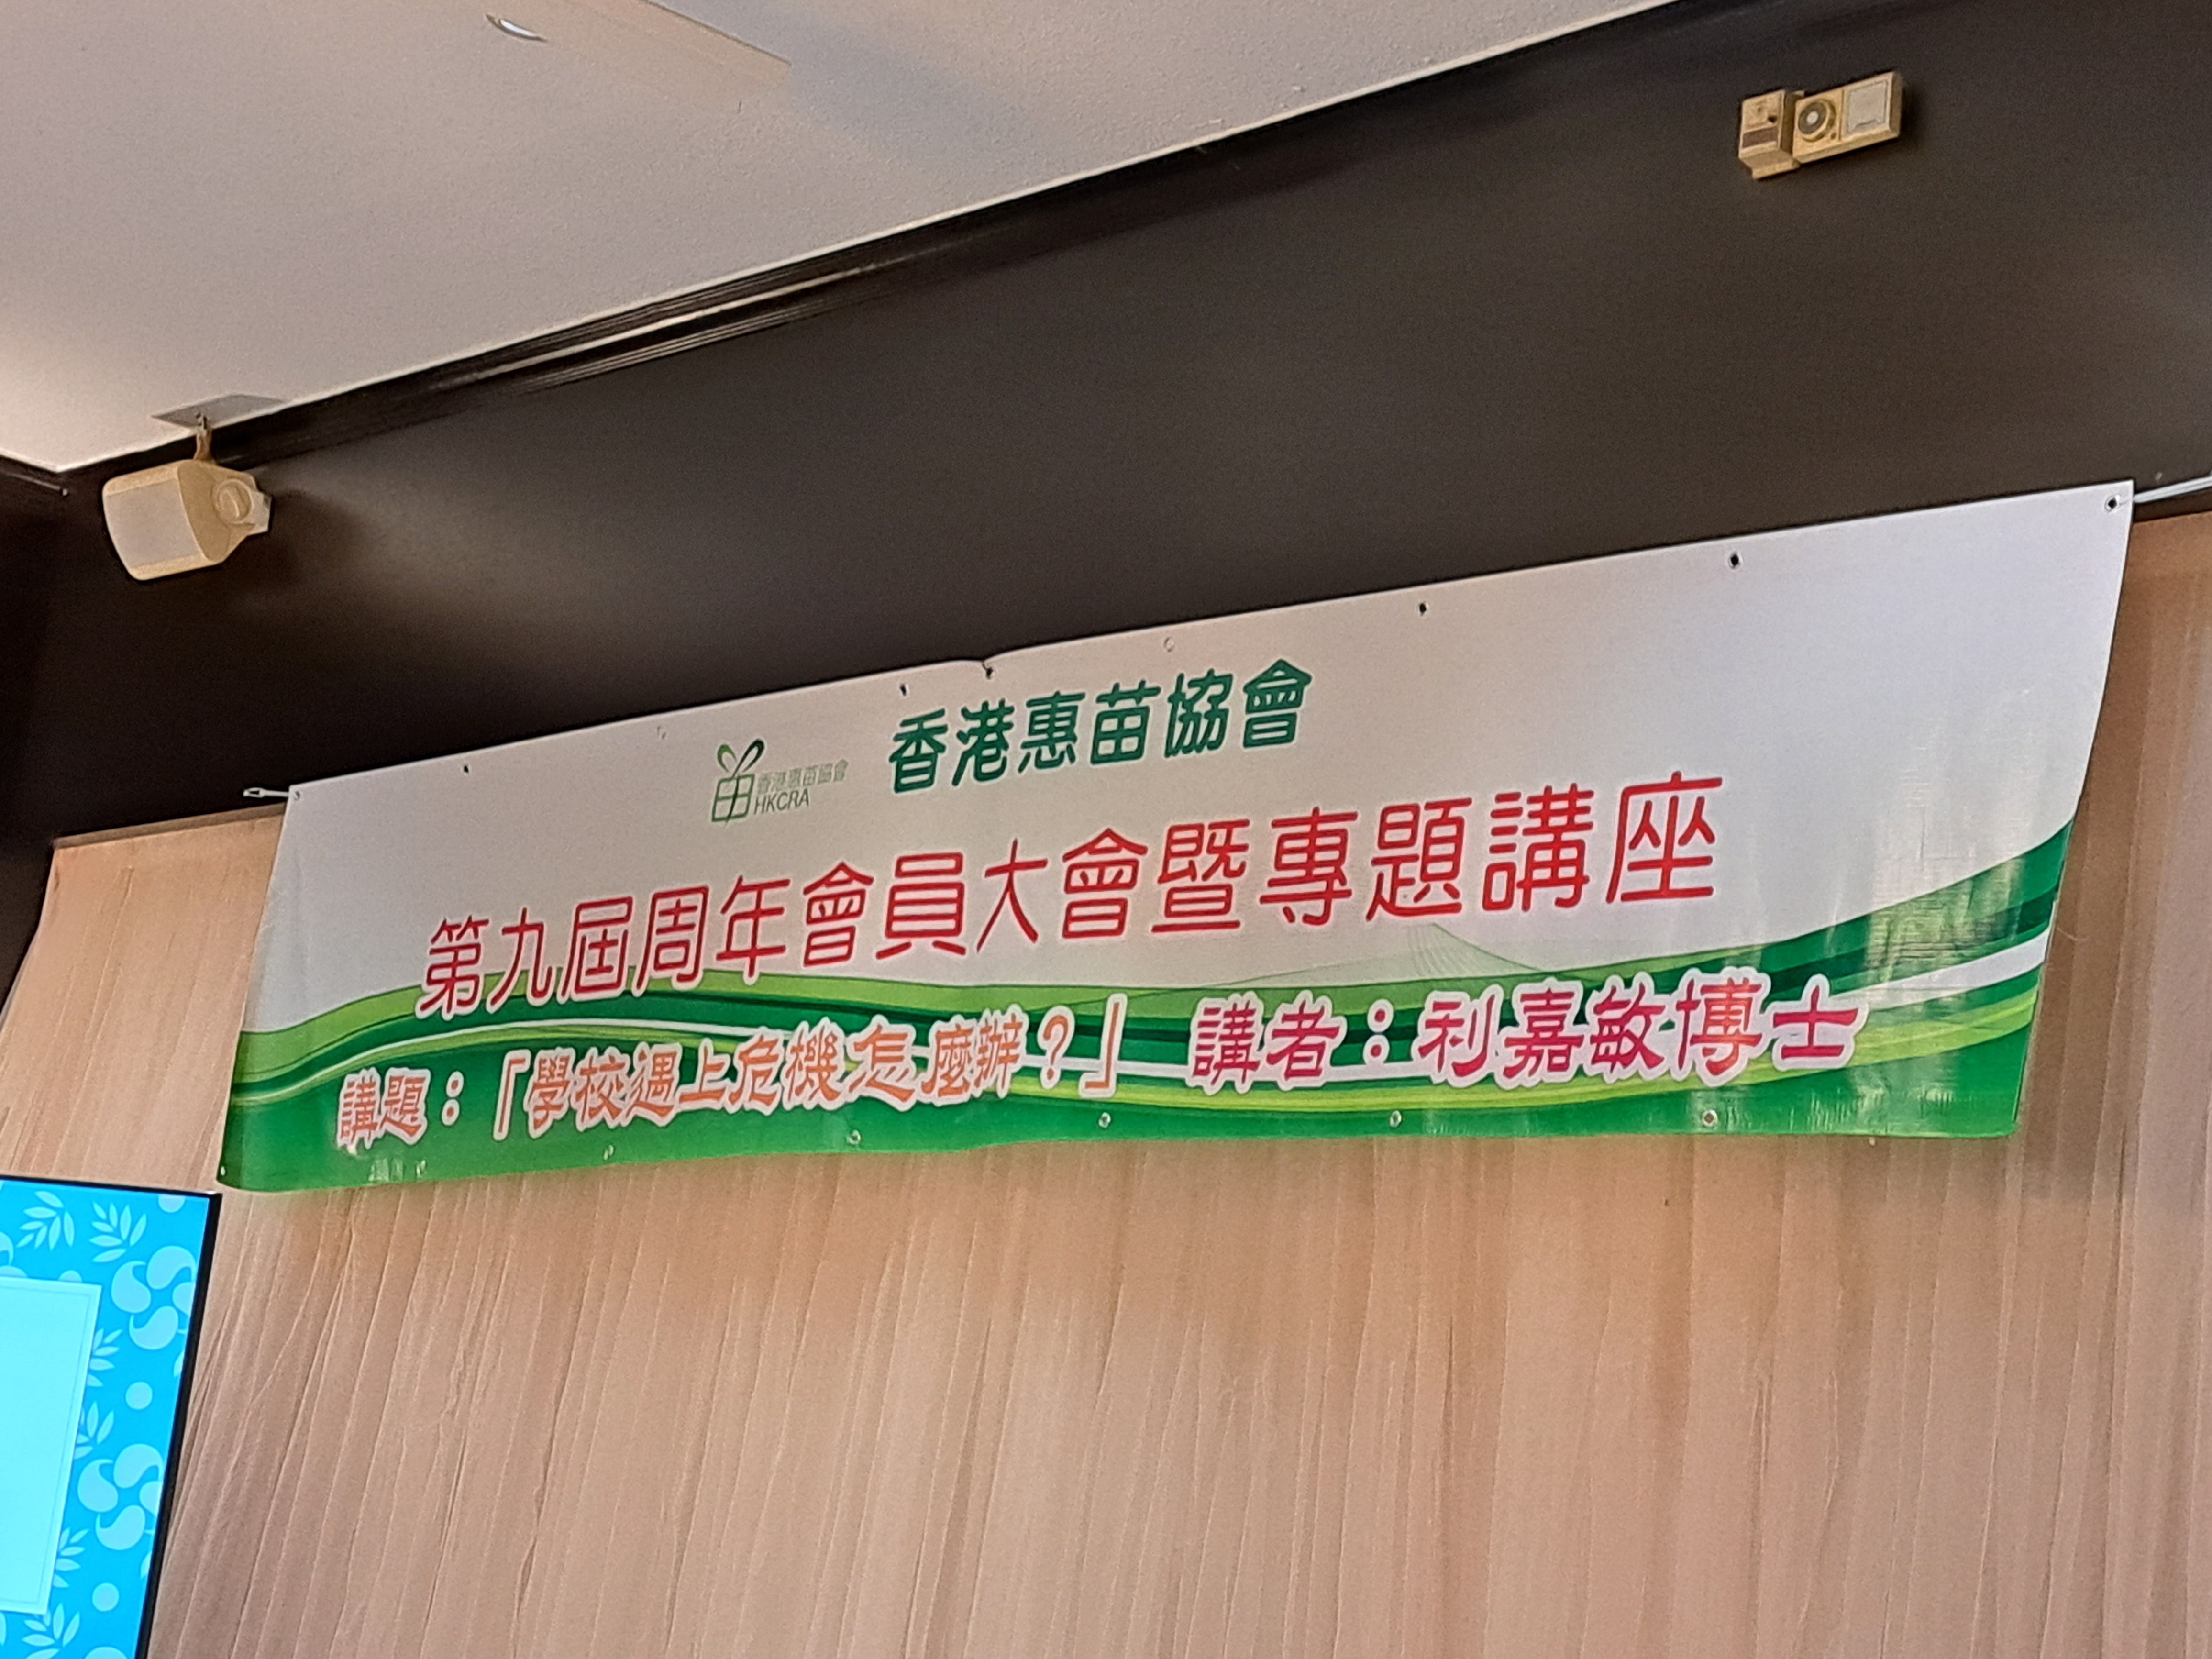 香港惠苗協會
HKCRA
香港惠苗協會
第九屆周年會員大會暨專題講座
講題：「學校遇上危機怎麼辦？」 講者：利嘉敏博士